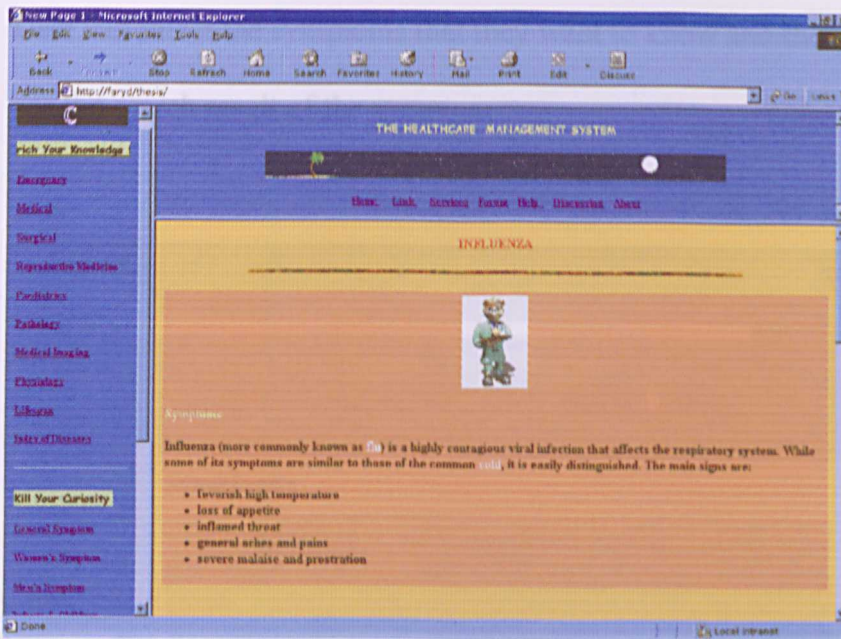 New Page 1 - Microsoft Internet Explorer
File Edit View Favorites Tools Help
Back Stop Refresh Home Search Favorites History Mail Print Edit Discuss
Address http://faryd/thesis/ Go Links
C
rich Your Knowledge
Emergency
Medical
Surgical
Reproductive Medicine
Paediatrics
Pathology
Medical Imaging
Physiology
Lifespan
Index of Diseases
Kill Your Curiosity
General Symptom
Women's Symptom
Men's Symptom
THE HEALTHCARE MANAGEMENT SYSTEM
Home Link Services Forum Help Discussion About
INFLUENZA
Symptoms
Influenza (more commonly known as flu) is a highly contagious viral infection that affects the respiratory system. While
some of its symptoms are similar to those of the common cold, it is easily distinguished. The main signs are:
• feverish high temperature
• loss of appetite
• inflamed throat
• general aches and pains
• severe malaise and prostration
Done
Local intranet